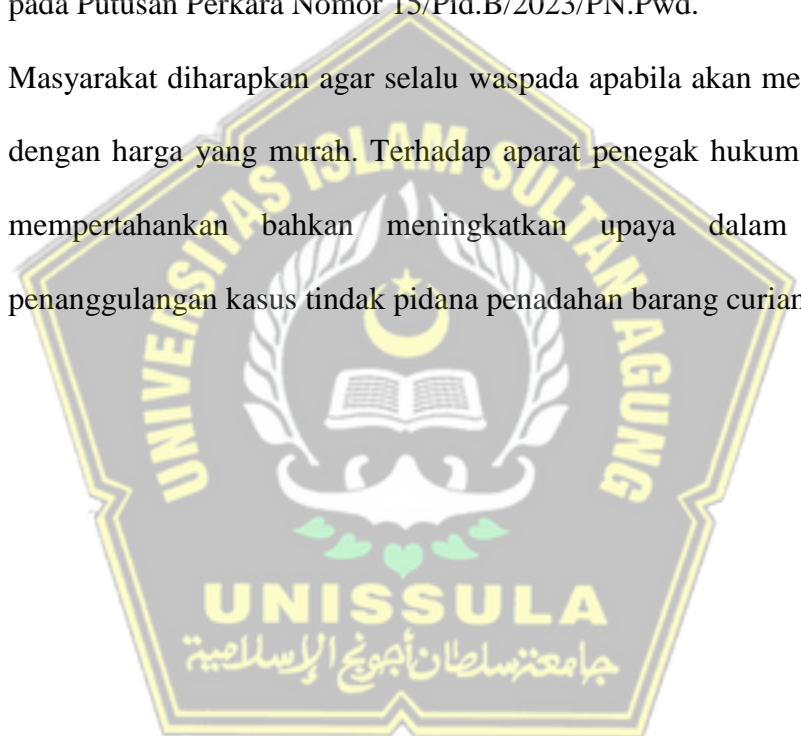 pada Putusan Perkara Nomor 15/Pid.B/2023/PN.Pwd.
Masyarakat diharapkan agar selalu waspada apabila akan me
dengan harga yang murah. Terhadap aparat penegak hukum
mempertahankan bahkan meningkatkan upaya dalam
penanggulangan kasus tindak pidana penadahan barang curian
UNIVERSITAS ISLAM SULTAN AGUNG
UNISSULA
جامعتسلطان أجونج الإسلامية